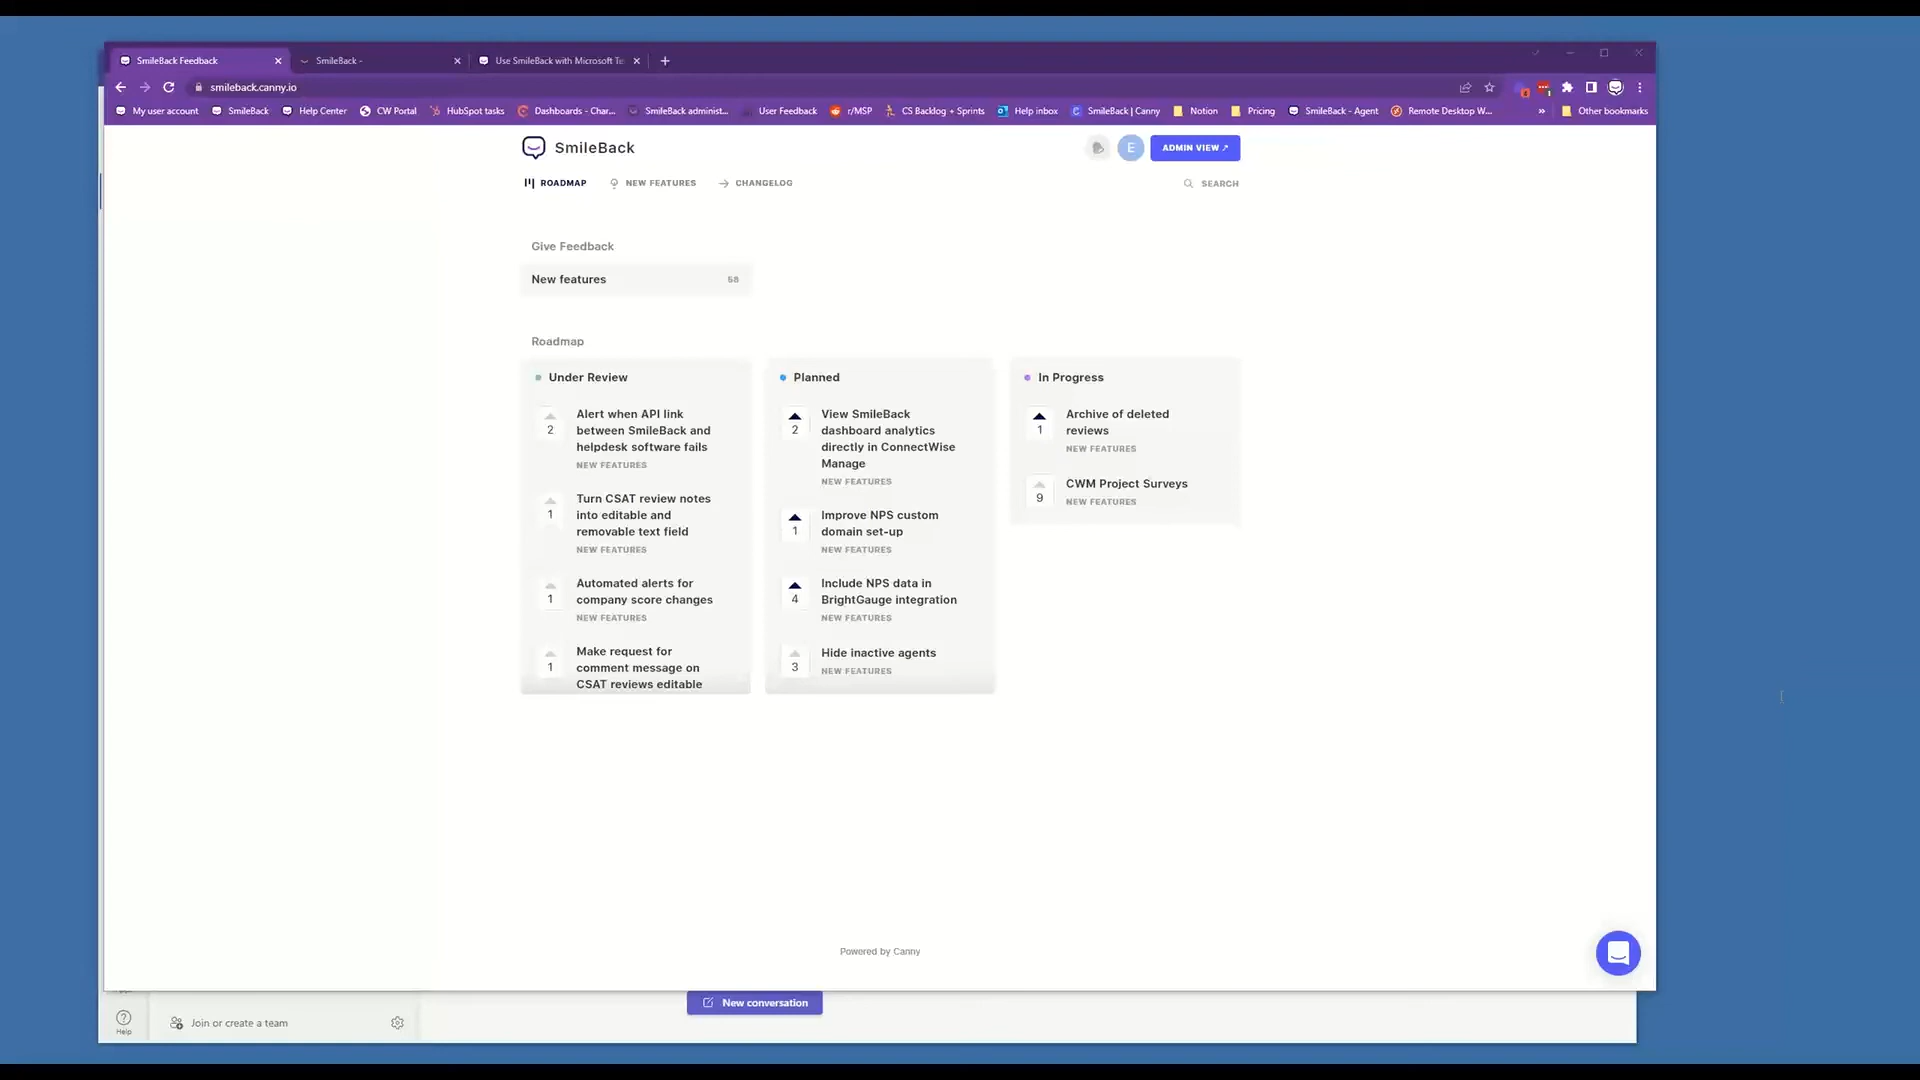 SmileBack Feedback
SmileBack -
Use SmileBack with Microsoft Te
smileback.canny.io
My user account
SmileBack
Help Center
CW Portal
HubSpot tasks
Dashboards - Char...
SmileBack administ...
User Feedback
r/MSP
CS Backlog + Sprints
Help inbox
SmileBack | Canny
Notion
Pricing
SmileBack - Agent
Remote Desktop W...
»
Other bookmarks
SmileBack
E
ADMIN VIEW ↗
ROADMAP
NEW FEATURES
CHANGELOG
SEARCH
Give Feedback
New features 58
Roadmap
Under Review
2
Alert when API link
between SmileBack and
helpdesk software fails
NEW FEATURES
1
Turn CSAT review notes
into editable and
removable text field
NEW FEATURES
1
Automated alerts for
company score changes
NEW FEATURES
1
Make request for
comment message on
CSAT reviews editable
Planned
2
View SmileBack
dashboard analytics
directly in ConnectWise
Manage
NEW FEATURES
1
Improve NPS custom
domain set-up
NEW FEATURES
4
Include NPS data in
BrightGauge integration
NEW FEATURES
3
Hide inactive agents
NEW FEATURES
In Progress
1
Archive of deleted
reviews
NEW FEATURES
9
CWM Project Surveys
NEW FEATURES
Powered by Canny
New conversation
Help
Join or create a team